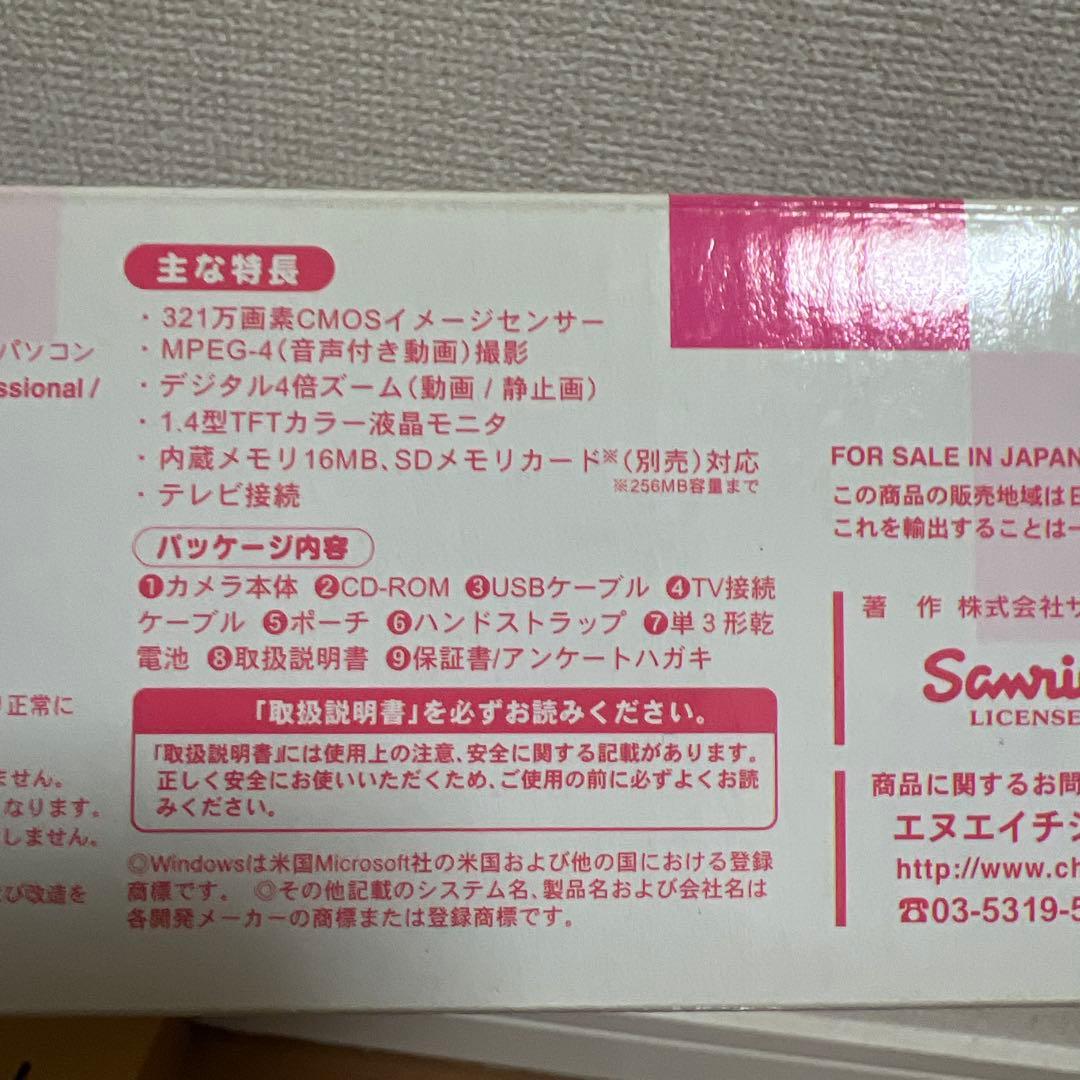 主な特長
・321万画素CMOSイメージセンサー
・MPEG-4(音声付き動画)撮影
・デジタル4倍ズーム(動画 / 静止画)
・1.4型TFTカラー液晶モニタ
・内蔵メモリ16MB、SDメモリカード※(別売)対応
※256MB容量まで
・テレビ接続
パッケージ内容
❶カメラ本体 ❷CD-ROM ❸USBケーブル ❹TV接続
ケーブル ❺ポーチ ❻ハンドストラップ ❼単3形乾
電池 ❽取扱説明書 ❾保証書/アンケートハガキ
「取扱説明書」を必ずお読みください。
「取扱説明書」には使用上の注意、安全に関する記載があります。
正しく安全にお使いいただくため、ご使用の前に必ずよくお読
みください。
◎Windowsは米国Microsoft社の米国および他の国における登録
商標です。 ◎その他記載のシステム名、製品名および会社名は
各開発メーカーの商標または登録商標です。
パソコン
ssional /
正常に
ません。
なります。
しません。
び改造を
FOR SALE IN JAPAN
この商品の販売地域は
これを輸出することは
著 作 株式会社サ
Sanri
LICENSE
商品に関するお問
エヌエイチジ
http://www.ch
☎03-5319-5